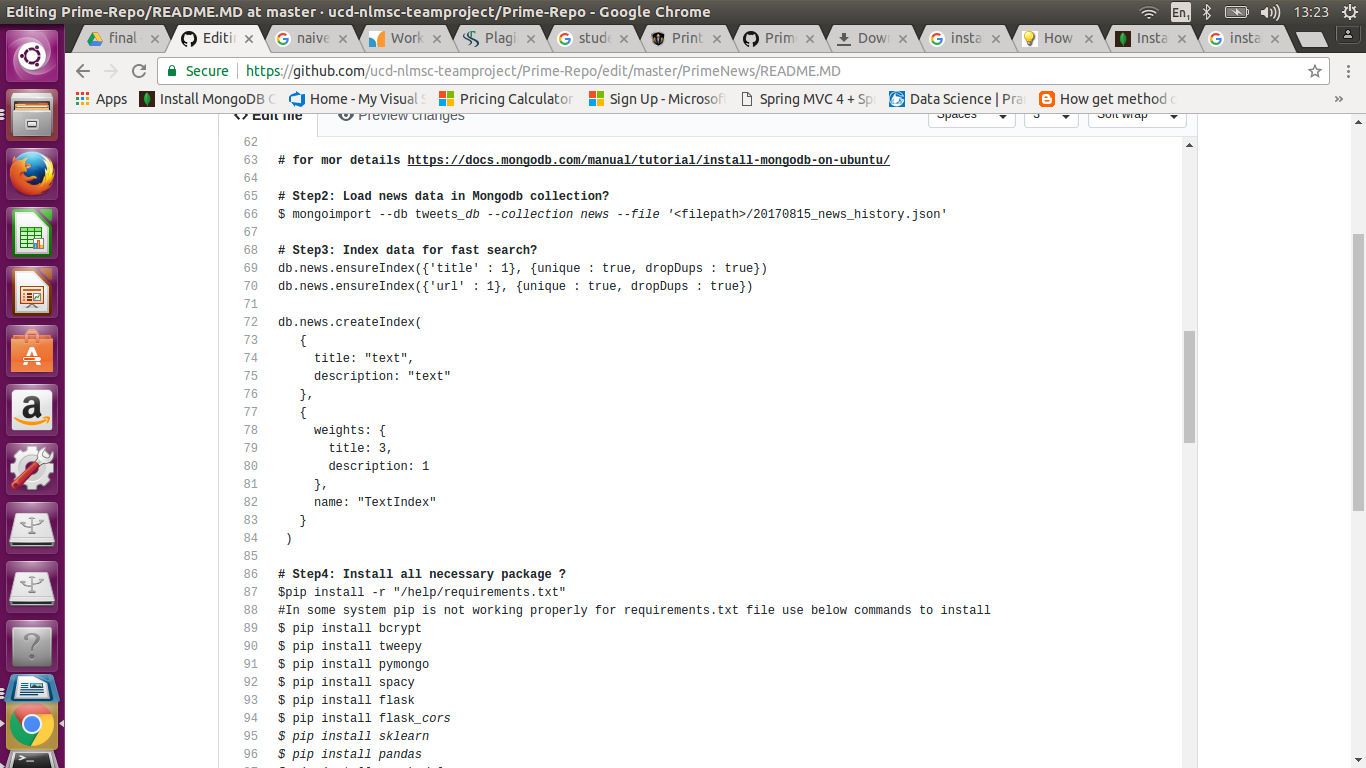 Editing Prime-Repo/README.MD at master · ucd-nlmsc-teamproject/Prime-Repo - Google Chrome
En1
13:23
final
Editi
naive
Work
Plagi
stude
Print
Prim
Dow
insta
How
Insta
insta
Secure
https://github.com/ucd-nlmsc-teamproject/Prime-Repo/edit/master/PrimeNews/README.MD
Apps
Install MongoDB C
Home - My Visual S
Pricing Calculator
Sign Up - Microsof
Spring MVC 4 + Sp
Data Science | Pra
How get method c
»
<> Edit file
Preview changes
Spaces
Soft wrap
62
63 # for mor details https://docs.mongodb.com/manual/tutorial/install-mongodb-on-ubuntu/
64
65 # Step2: Load news data in Mongodb collection?
66 $ mongoimport --db tweets_db --collection news --file '<filepath>/20170815_news_history.json'
67
68 # Step3: Index data for fast search?
69 db.news.ensureIndex({'title' : 1}, {unique : true, dropDups : true})
70 db.news.ensureIndex({'url' : 1}, {unique : true, dropDups : true})
71
72 db.news.createIndex(
73 {
74 title: "text",
75 description: "text"
76 },
77 {
78 weights: {
79 title: 3,
80 description: 1
81 },
82 name: "TextIndex"
83 }
84 )
85
86 # Step4: Install all necessary package ?
87 $pip install -r "/help/requirements.txt"
88 #In some system pip is not working properly for requirements.txt file use below commands to install
89 $ pip install bcrypt
90 $ pip install tweepy
91 $ pip install pymongo
92 $ pip install spacy
93 $ pip install flask
94 $ pip install flask_cors
95 $ pip install sklearn
96 $ pip install pandas